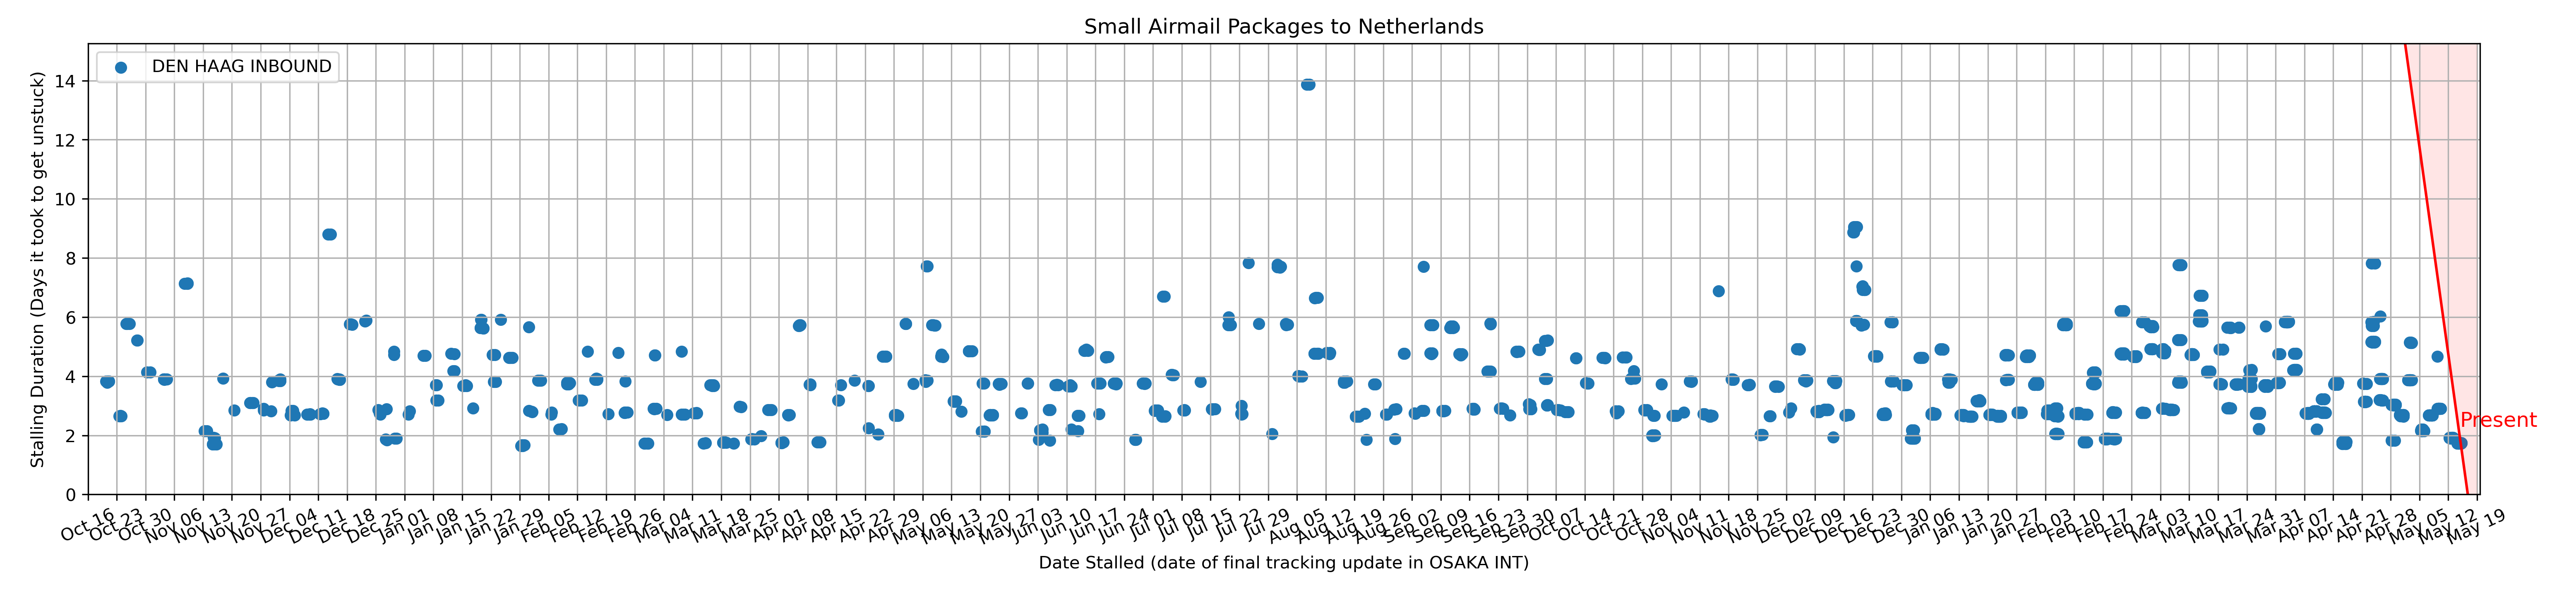 Small Airmail Packages to Netherlands
DEN HAAG INBOUND
Stalling Duration (Days it took to get unstuck)
14
12
10
8
6
4
2
0
Present
Oct 16
Oct 23
Oct 30
Nov 06
Nov 13
Nov 20
Nov 27
Dec 04
Dec 11
Dec 18
Dec 25
Jan 01
Jan 08
Jan 15
Jan 22
Jan 29
Feb 05
Feb 12
Feb 19
Feb 26
Mar 04
Mar 11
Mar 18
Mar 25
Apr 01
Apr 08
Apr 15
Apr 22
Apr 29
May 06
May 13
May 20
May 27
Jun 03
Jun 10
Jun 17
Jun 24
Jul 01
Jul 08
Jul 15
Jul 22
Jul 29
Aug 05
Aug 12
Aug 19
Aug 26
Sep 02
Sep 09
Sep 16
Sep 23
Sep 30
Oct 07
Oct 14
Oct 21
Oct 28
Nov 04
Nov 11
Nov 18
Nov 25
Dec 02
Dec 09
Dec 16
Dec 23
Dec 30
Jan 06
Jan 13
Jan 20
Jan 27
Feb 03
Feb 10
Feb 17
Feb 24
Mar 03
Mar 10
Mar 17
Mar 24
Mar 31
Apr 07
Apr 14
Apr 21
Apr 28
May 05
May 12
May 19
Date Stalled (date of final tracking update in OSAKA INT)